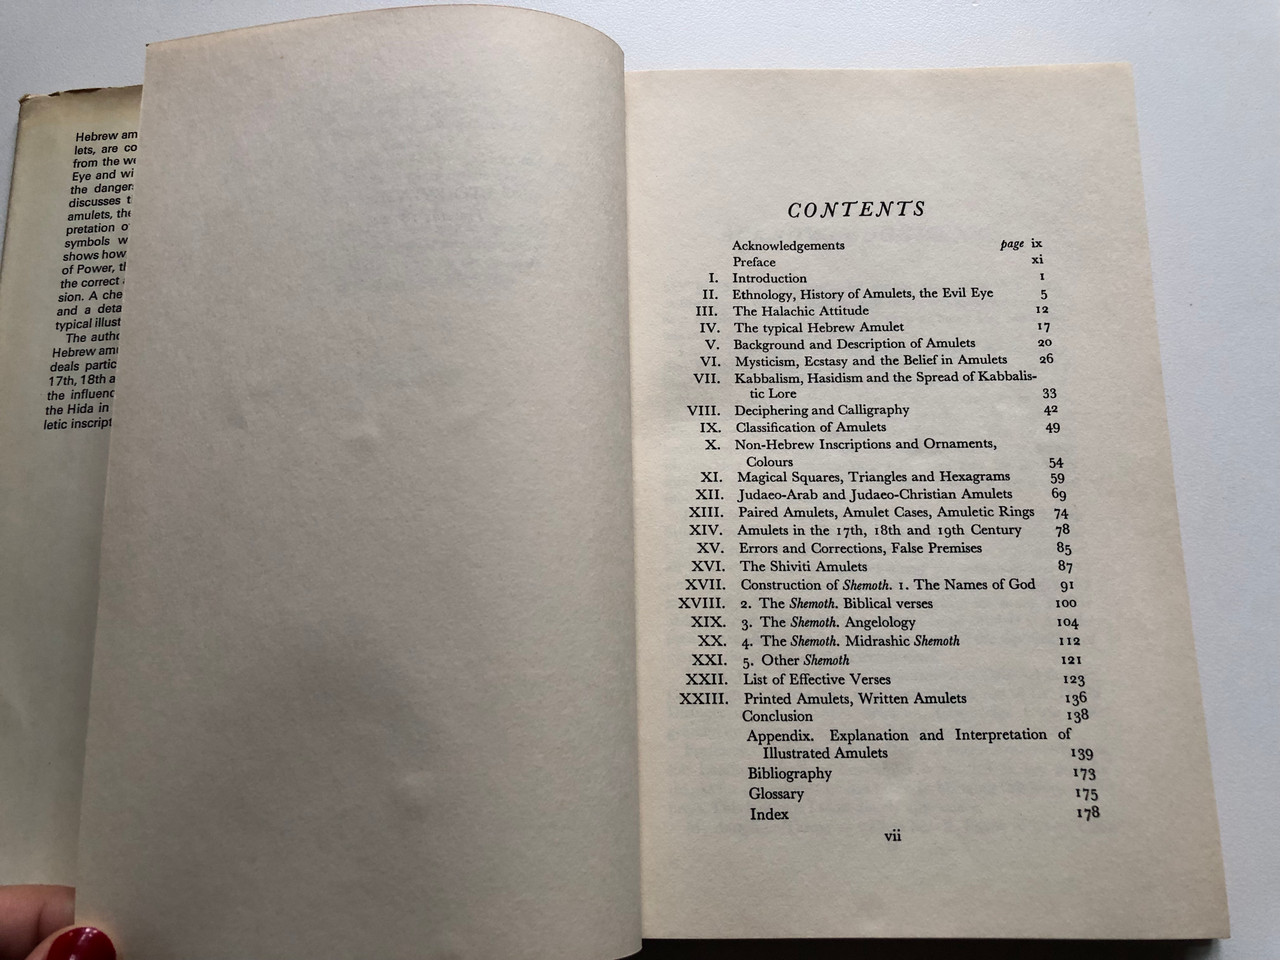 Hebrew am
lets, are co
from the
Eye and wi
the danger
discusses t
amulets, the
pretation o
symbols w
shows how
of Power, th
the correct
sion. A che
and a deta
typical illust
The autho
Hebrew am
deals partic
17th, 18th a
the influenc
the Hida in
letic inscript
CONTENTS
Acknowledgements page ix
Preface xi
I. Introduction 1
II. Ethnology, History of Amulets, the Evil Eye 5
III. The Halachic Attitude 12
IV. The typical Hebrew Amulet 17
V. Background and Description of Amulets 20
VI. Mysticism, Ecstasy and the Belief in Amulets 26
VII. Kabbalism, Hasidism and the Spread of Kabbalis-
tic Lore 33
VIII. Deciphering and Calligraphy 42
IX. Classification of Amulets 49
X. Non-Hebrew Inscriptions and Ornaments,
Colours 54
XI. Magical Squares, Triangles and Hexagrams 59
XII. Judaeo-Arab and Judaeo-Christian Amulets 69
XIII. Paired Amulets, Amulet Cases, Amuletic Rings 74
XIV. Amulets in the 17th, 18th and 19th Century 78
XV. Errors and Corrections, False Premises 85
XVI. The Shiviti Amulets 87
XVII. Construction of Shemoth. 1. The Names of God 91
XVIII. 2. The Shemoth. Biblical verses 100
XIX. 3. The Shemoth. Angelology 104
XX. 4. The Shemoth. Midrashic Shemoth 112
XXI. 5. Other Shemoth 121
XXII. List of Effective Verses 123
XXIII. Printed Amulets, Written Amulets 136
Conclusion 138
Appendix. Explanation and Interpretation of
Illustrated Amulets 139
Bibliography 173
Glossary 175
Index 178
vii